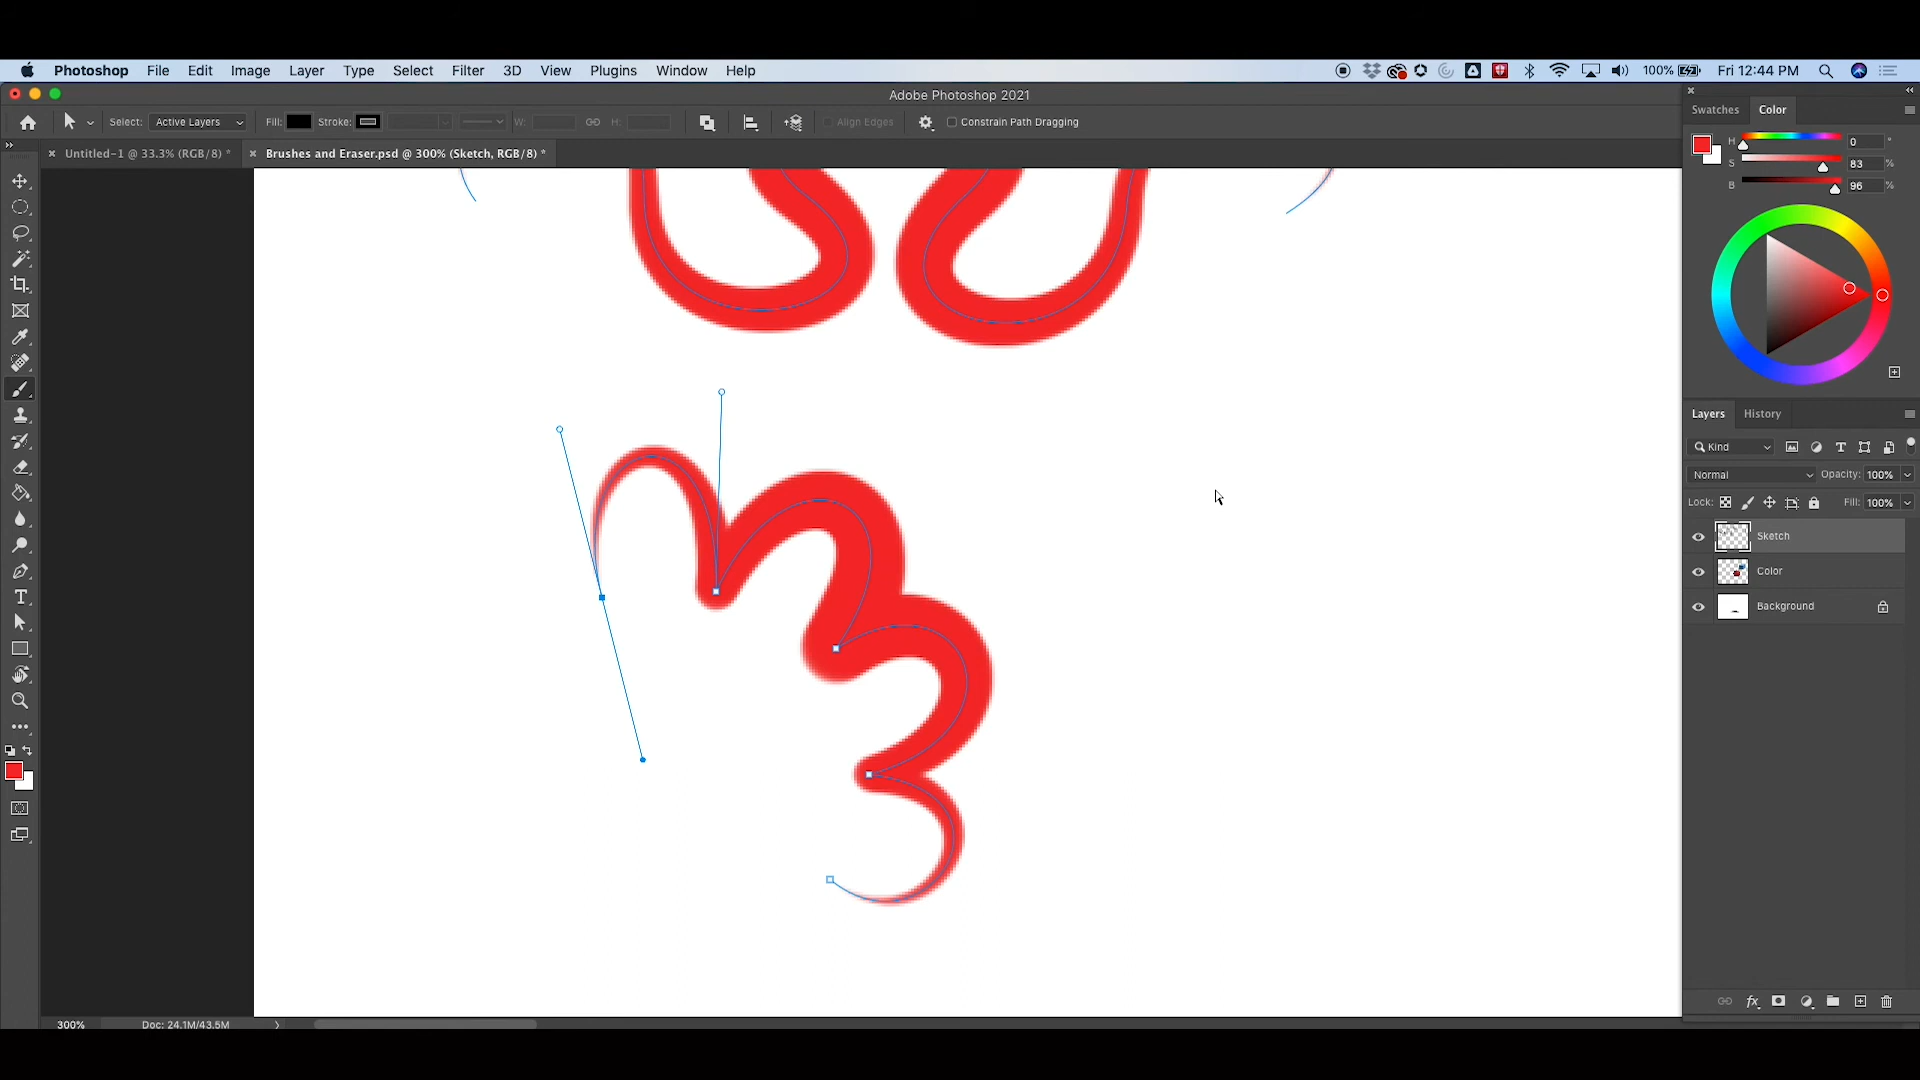 Photoshop File Edit Image Layer Type Select Filter 3D View Plugins Window Help 100% Fri 12:44 PM
Adobe Photoshop 2021
Select: Active Layers Fill: Stroke: W: H: Align Edges Constrain Path Dragging
Untitled-1 @ 33.3% (RGB/8) * Brushes and Eraser.psd @ 300% (Sketch, RGB/8) *
Swatches Color
H 0 °
S 83 %
B 96 %
Layers History
Kind
Normal Opacity: 100%
Lock: Fill: 100%
Sketch
Color
Background
fx
300% Doc: 24.1M/43.5M